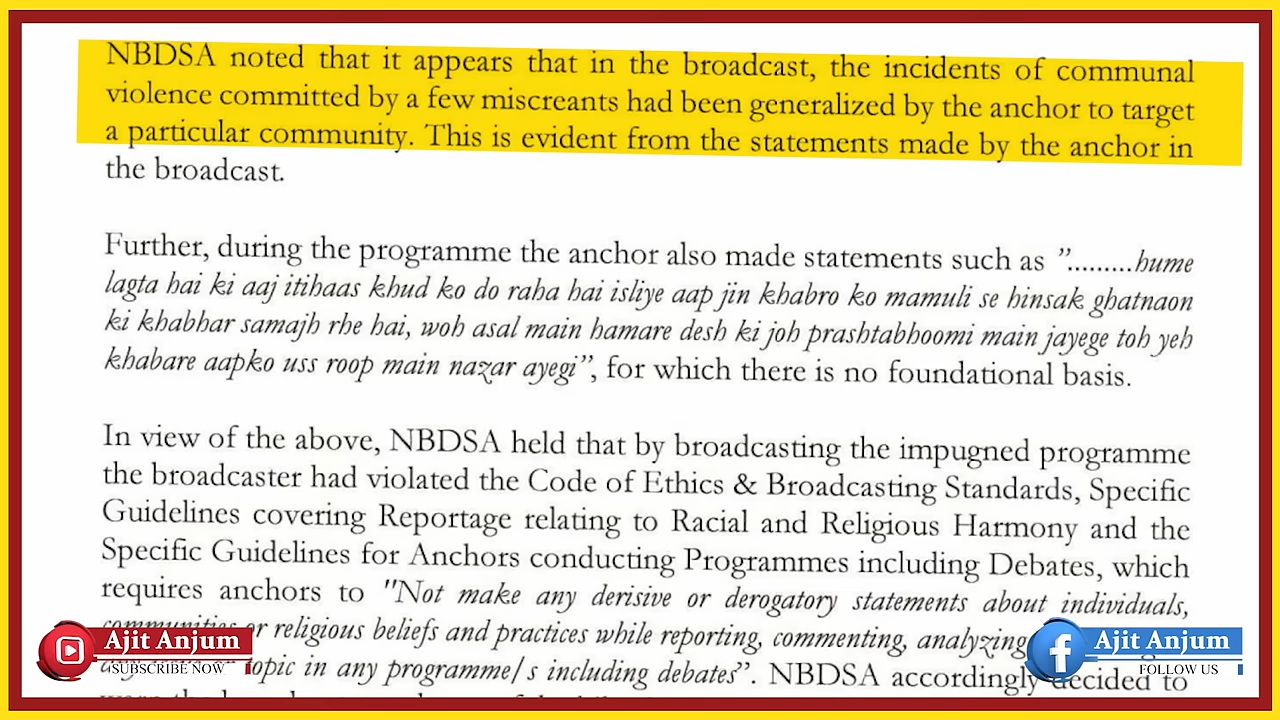 NBDSA noted that it appears that in the broadcast, the incidents of communal
violence committed by a few miscreants had been generalized by the anchor to target
a particular community. This is evident from the statements made by the anchor in
the broadcast.
Further, during the programme the anchor also made statements such as ”.........hume
lagta hai ki aaj itihaas khud ko do raha hai isliye aap jin khabro ko mamuli se hinsak ghatnaon
ki khabhar samajh rhe hai, woh asal main hamare desh ki joh prashtabhoomi main jayege toh yeh
khabare aapko uss roop main nazar ayegi”, for which there is no foundational basis.
In view of the above, NBDSA held that by broadcasting the impugned programme
the broadcaster had violated the Code of Ethics & Broadcasting Standards, Specific
Guidelines covering Reportage relating to Racial and Religious Harmony and the
Specific Guidelines for Anchors conducting Programmes including Debates, which
requires anchors to "Not make any derisive or derogatory statements about individuals,
communities or religious beliefs and practices while reporting, commenting, analyzing
topic in any programme/s including debates”. NBDSA accordingly decided to
Ajit Anjum
SUBSCRIBE NOW
Ajit Anjum
FOLLOW US